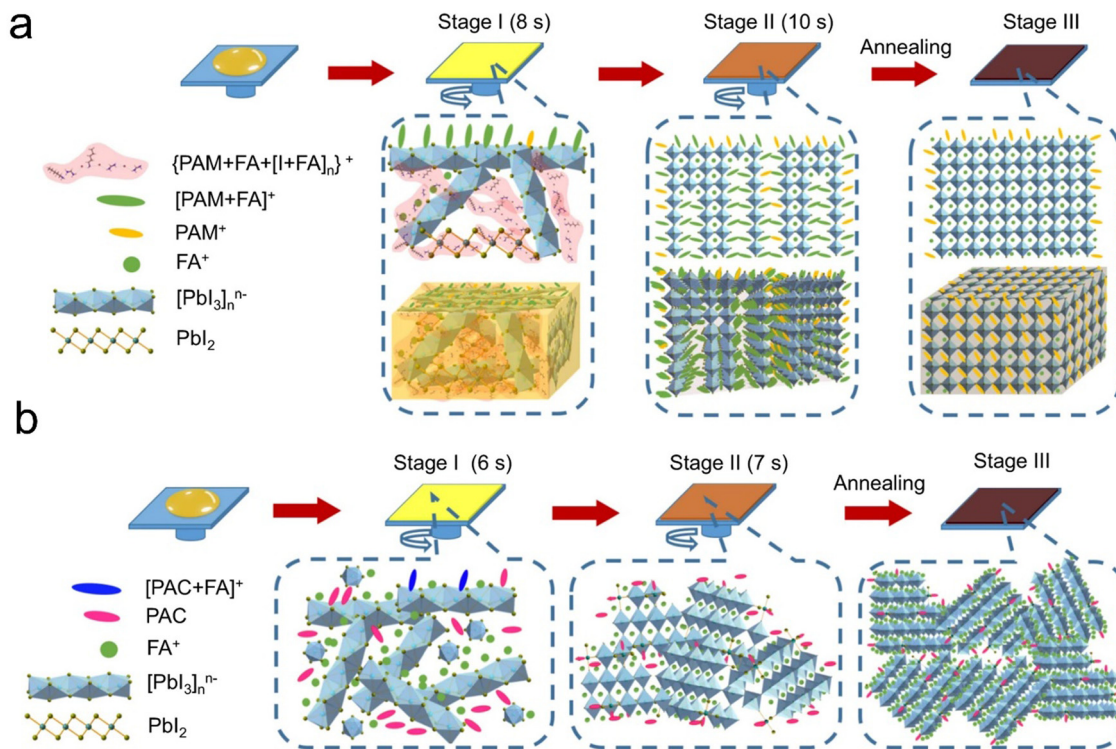 a
Stage I (8 s)
Stage II (10 s)
Annealing
Stage III
{PAM+FA+[I+FA]n}+
[PAM+FA]+
PAM+
FA+
[PbI3]nn-
PbI2
b
Stage I (6 s)
Stage II (7 s)
Annealing
Stage III
[PAC+FA]+
PAC
FA+
[PbI3]nn-
PbI2